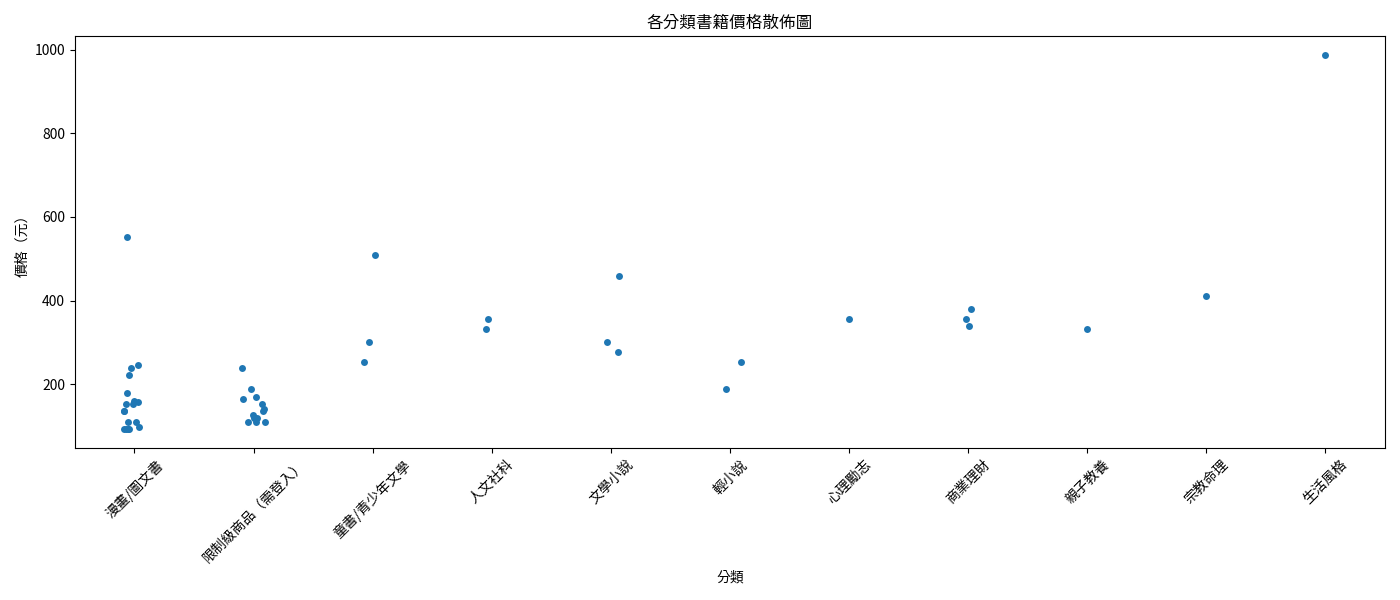 各分類書籍價格散佈圖
1000
800
600
400
200
價格（元）
漫畫/圖文書
限制級商品（需登入）
童書/青少年文學
人文社科
文學小說
輕小說
心理勵志
商業理財
親子教養
宗教命理
生活風格
分類